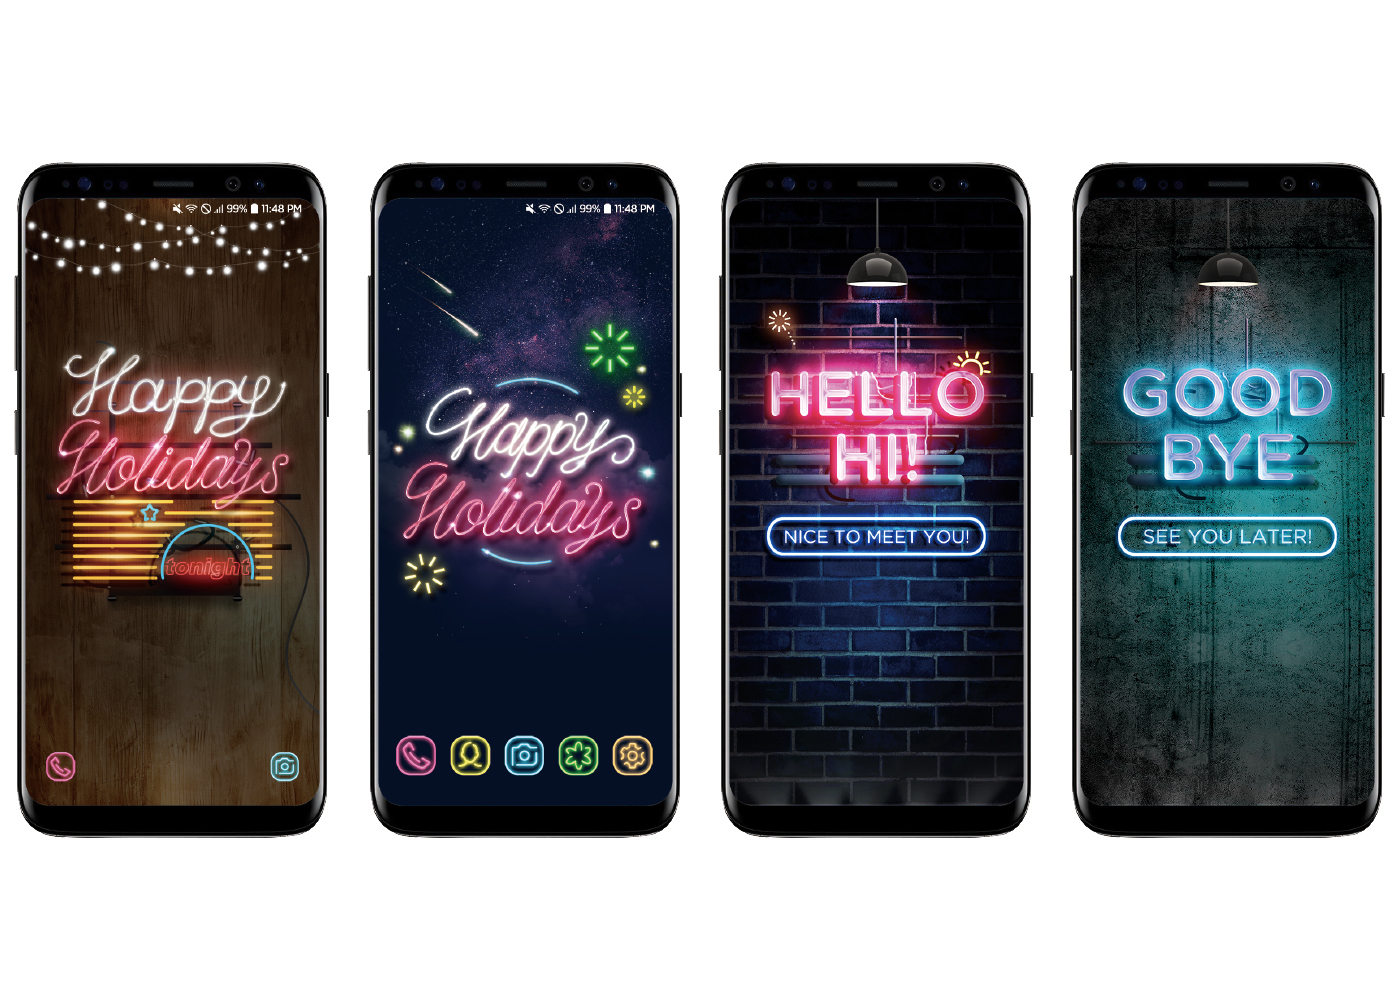 99% 11:48 PM
Happy
Holidays
tonight
99% 11:48 PM
Happy
Holidays
HELLO
HI!
NICE TO MEET YOU!
GOOD
BYE
SEE YOU LATER!